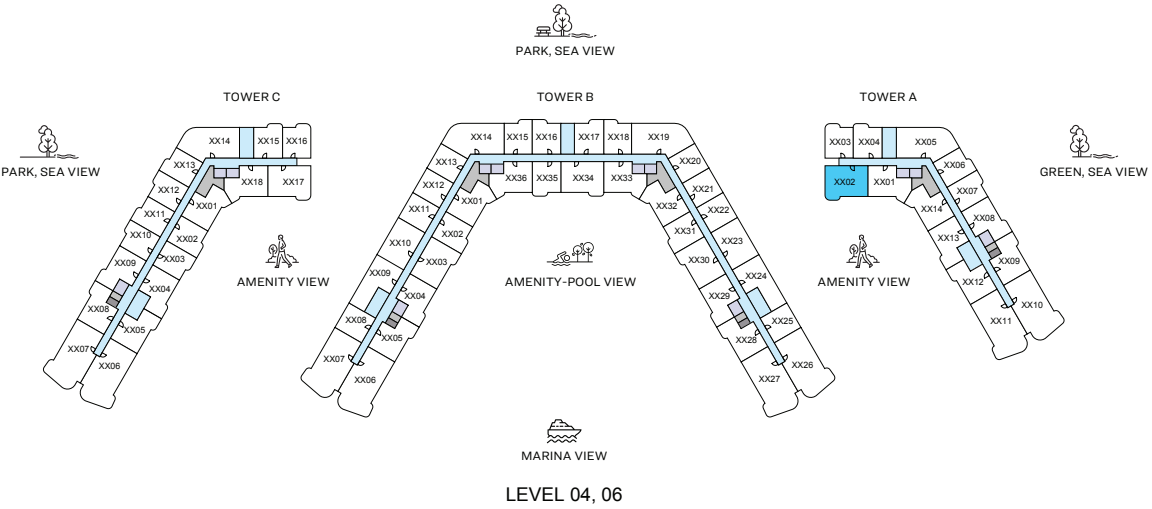 PARK, SEA VIEW
TOWER C
TOWER B
TOWER A
PARK, SEA VIEW
GREEN, SEA VIEW
XX14
XX15
XX16
XX13
XX12
XX18
XX17
XX01
XX11
XX02
XX10
XX03
XX09
XX04
XX08
XX05
XX07
XX06
AMENITY VIEW
XX14
XX15
XX16
XX17
XX18
XX19
XX13
XX20
XX36
XX35
XX34
XX33
XX12
XX01
XX32
XX21
XX11
XX02
XX31
XX22
XX10
XX03
XX30
XX23
XX09
XX04
XX29
XX24
XX08
XX05
XX28
XX25
XX07
XX06
XX27
XX26
AMENITY-POOL VIEW
XX03
XX04
XX05
XX02
XX01
XX06
XX07
XX14
XX08
XX13
XX09
XX12
XX10
XX11
AMENITY VIEW
MARINA VIEW
LEVEL 04, 06